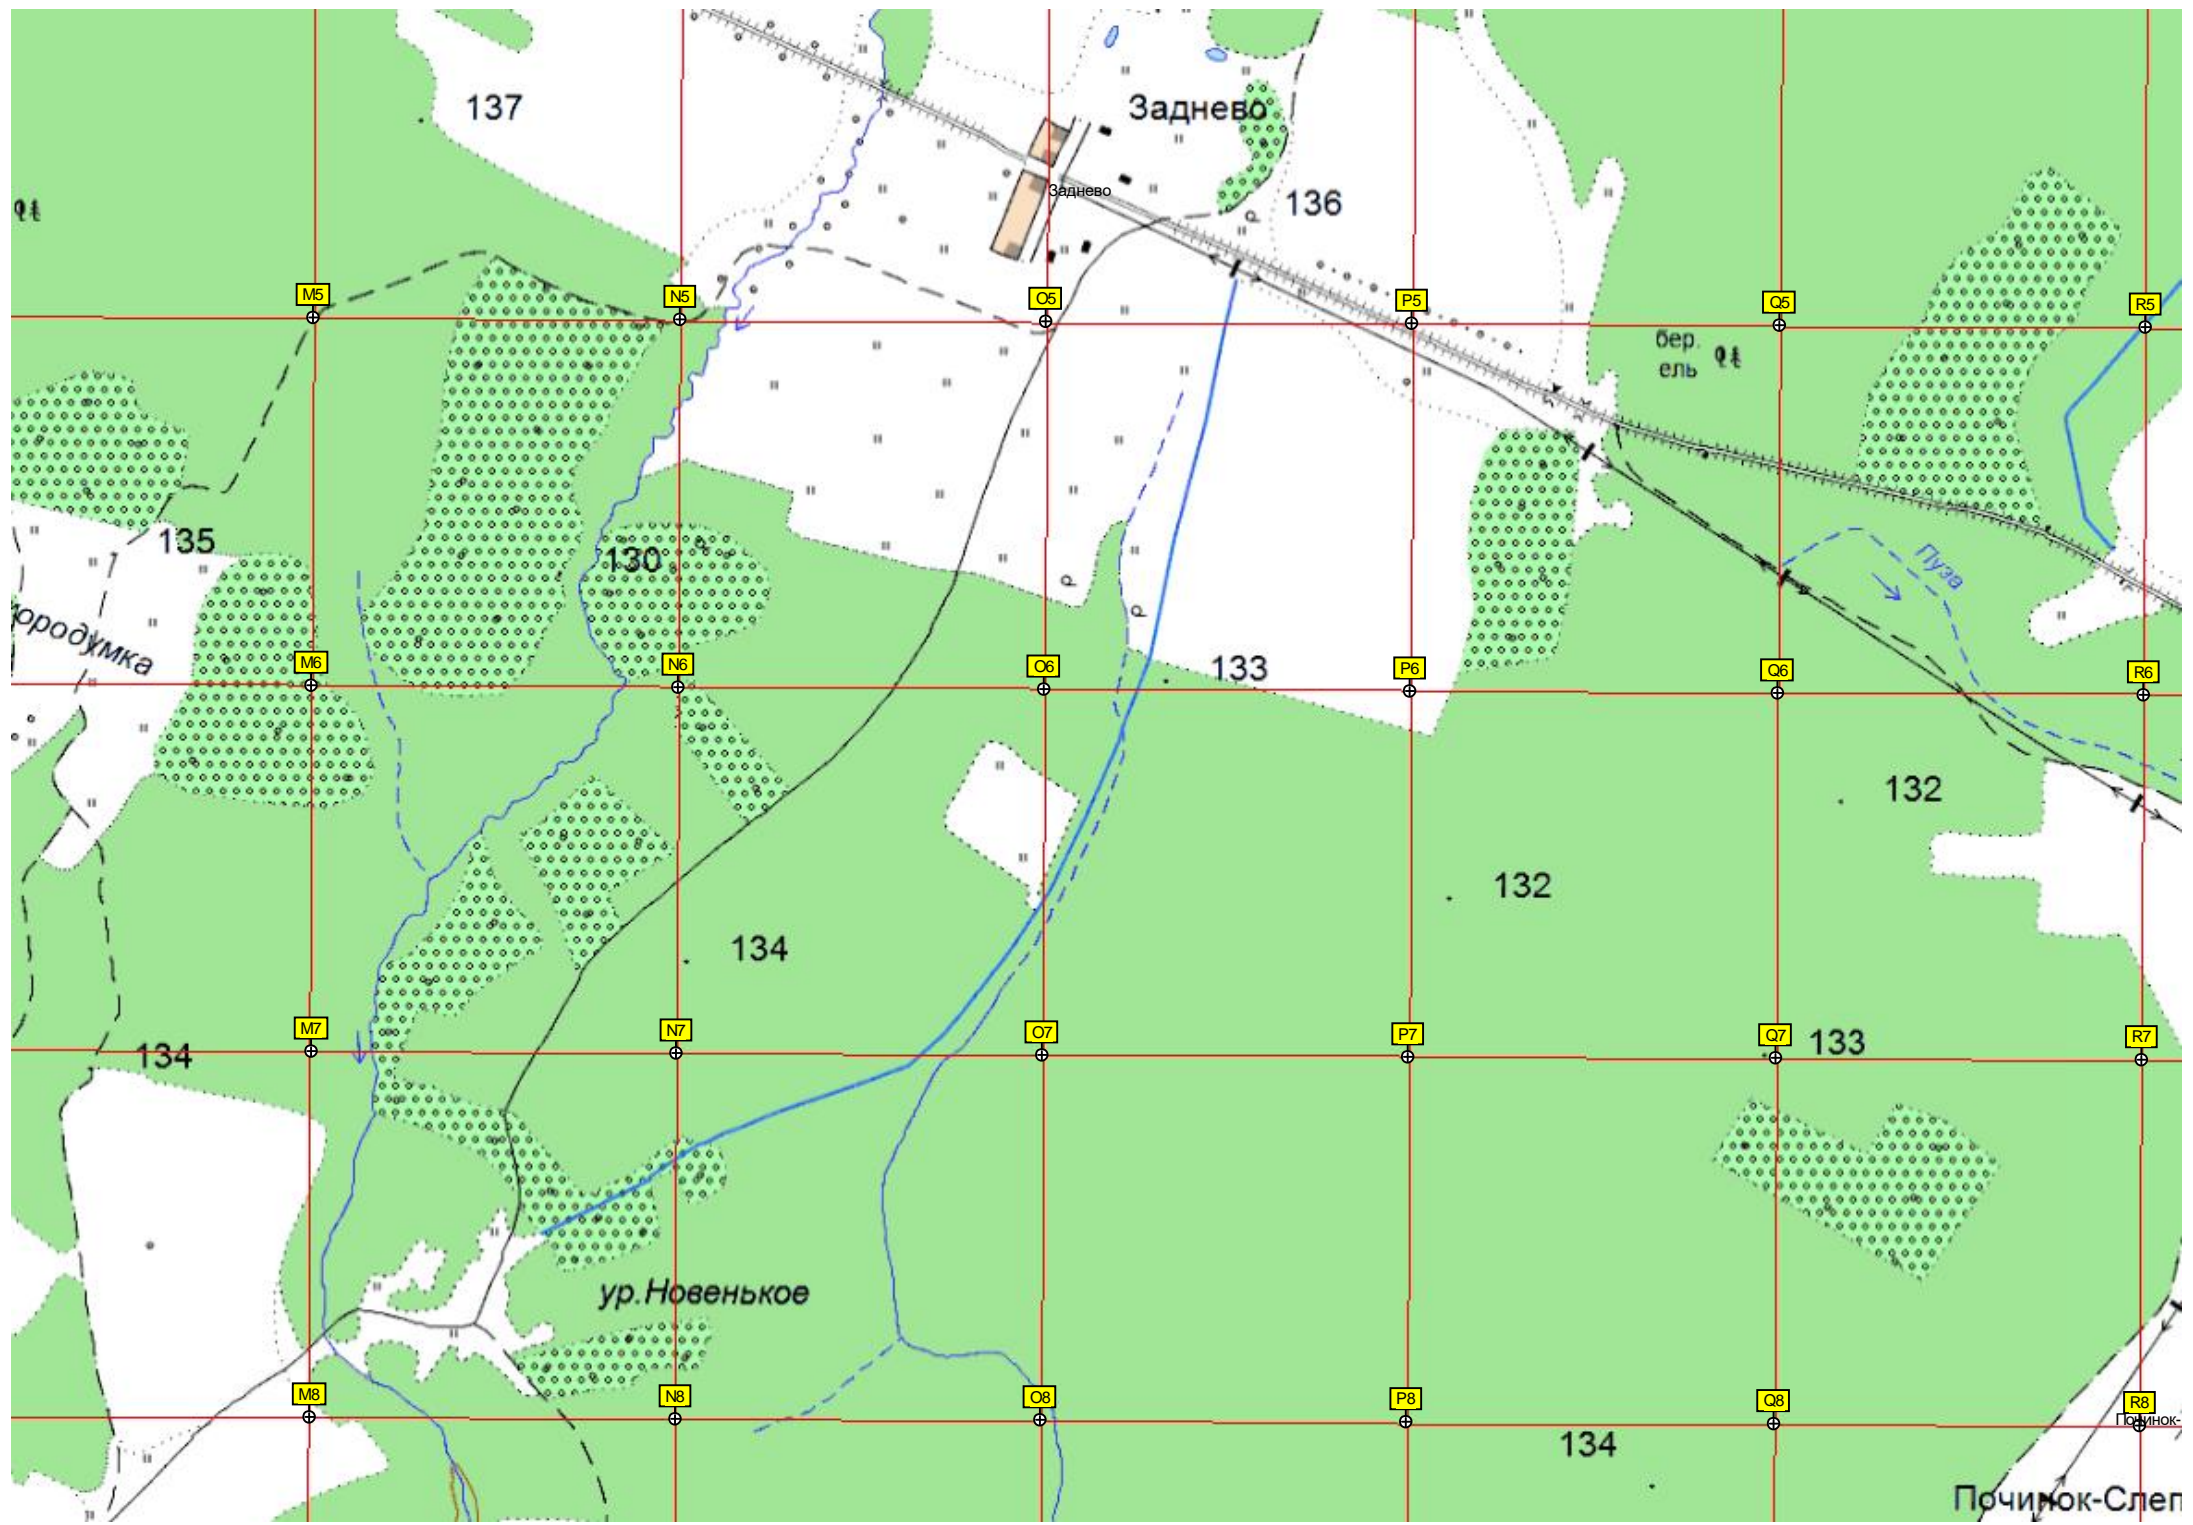 137
Заднево
Заднево
136
M5
N5
O5
P5
Q5
R5
бер.
ель
135
130
Пуза
ородумка
M6
N6
O6
133
P6
Q6
R6
132
132
134
M7
N7
O7
P7
Q7
133
R7
134
ур.Новенькое
M8
N8
O8
P8
Q8
R8
Починок-
134
Починок-Слеп